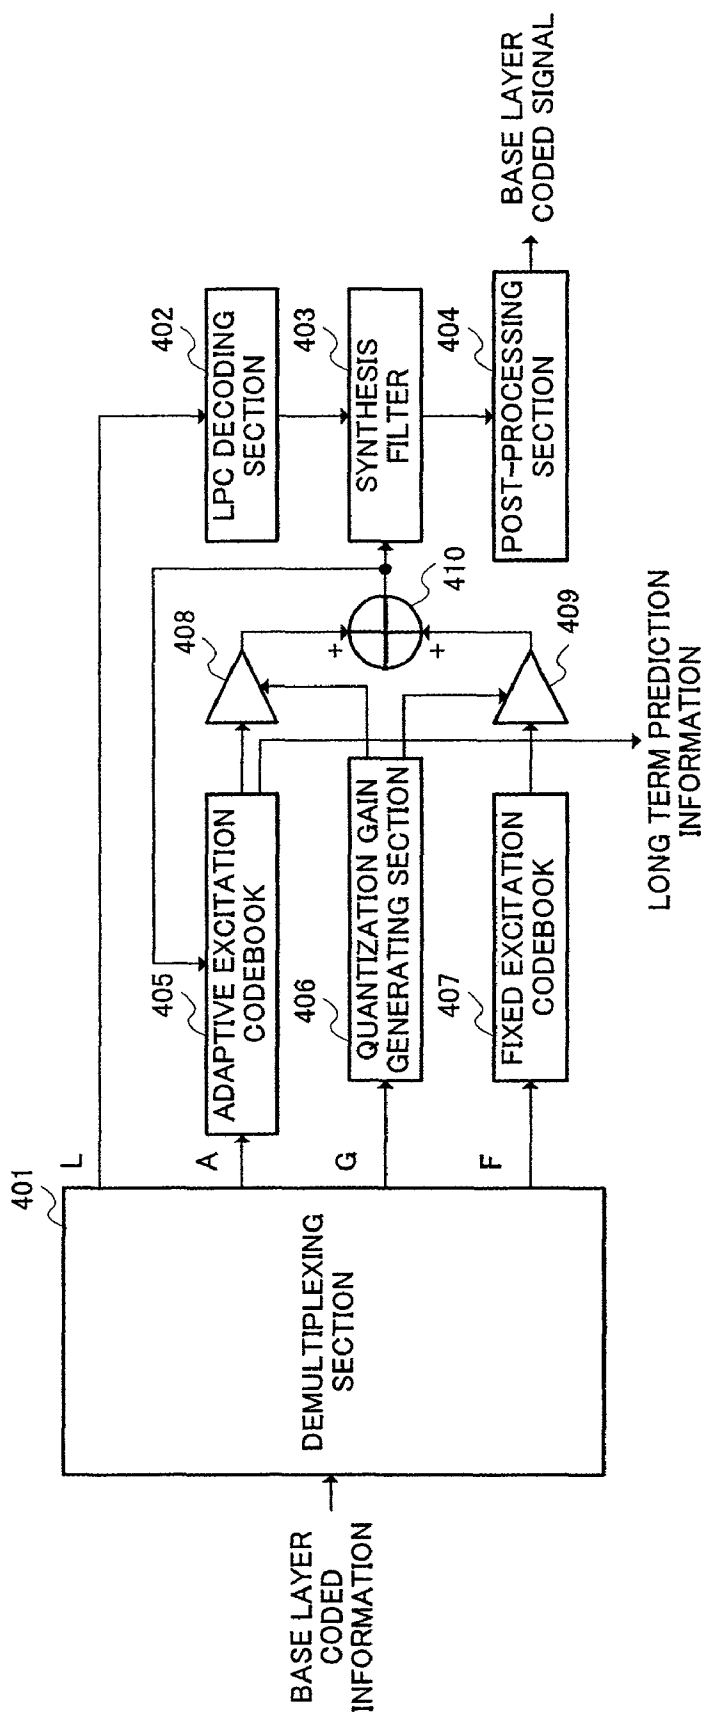 BASE LAYER
CODED
INFORMATION
401
DEMULTIPLEXING
SECTION
L
A
G
F
405
ADAPTIVE EXCITATION
CODEBOOK
406
QUANTIZATION GAIN
GENERATING SECTION
407
FIXED EXCITATION
CODEBOOK
408
409
+
+
410
LONG TERM PREDICTION
INFORMATION
402
LPC DECODING
SECTION
403
SYNTHESIS
FILTER
404
POST-PROCESSING
SECTION
BASE LAYER
CODED SIGNAL